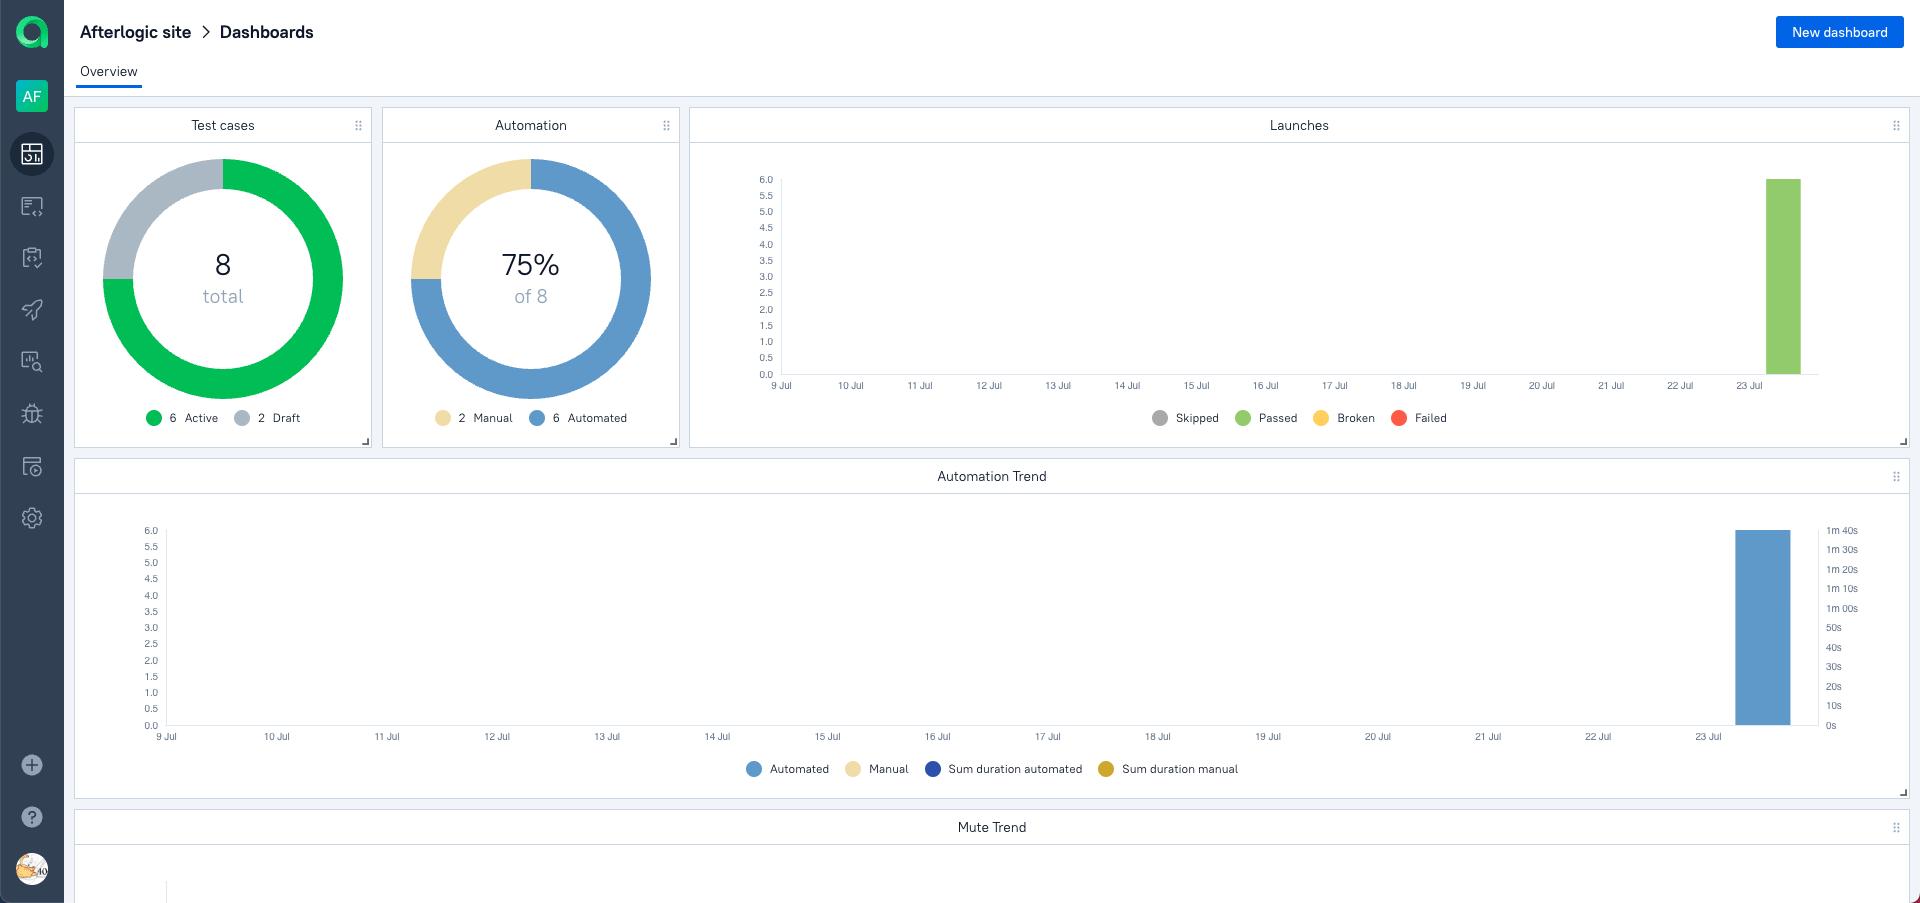 Afterlogic site > Dashboards
New dashboard
Overview
AF
Test cases
8
total
6 Active
2 Draft
Automation
75%
of 8
2 Manual
6 Automated
Launches
6.0
5.5
5.0
4.5
4.0
3.5
3.0
2.5
2.0
1.5
1.0
0.5
0.0
9 Jul 10 Jul 11 Jul 12 Jul 13 Jul 14 Jul 15 Jul 16 Jul 17 Jul 18 Jul 19 Jul 20 Jul 21 Jul 22 Jul 23 Jul
Skipped Passed Broken Failed
Automation Trend
6.0
5.5
5.0
4.5
4.0
3.5
3.0
2.5
2.0
1.5
1.0
0.5
0.0
1m 40s
1m 30s
1m 20s
1m 10s
1m 00s
50s
40s
30s
20s
10s
0s
9 Jul 10 Jul 11 Jul 12 Jul 13 Jul 14 Jul 15 Jul 16 Jul 17 Jul 18 Jul 19 Jul 20 Jul 21 Jul 22 Jul 23 Jul
Automated Manual Sum duration automated Sum duration manual
Mute Trend